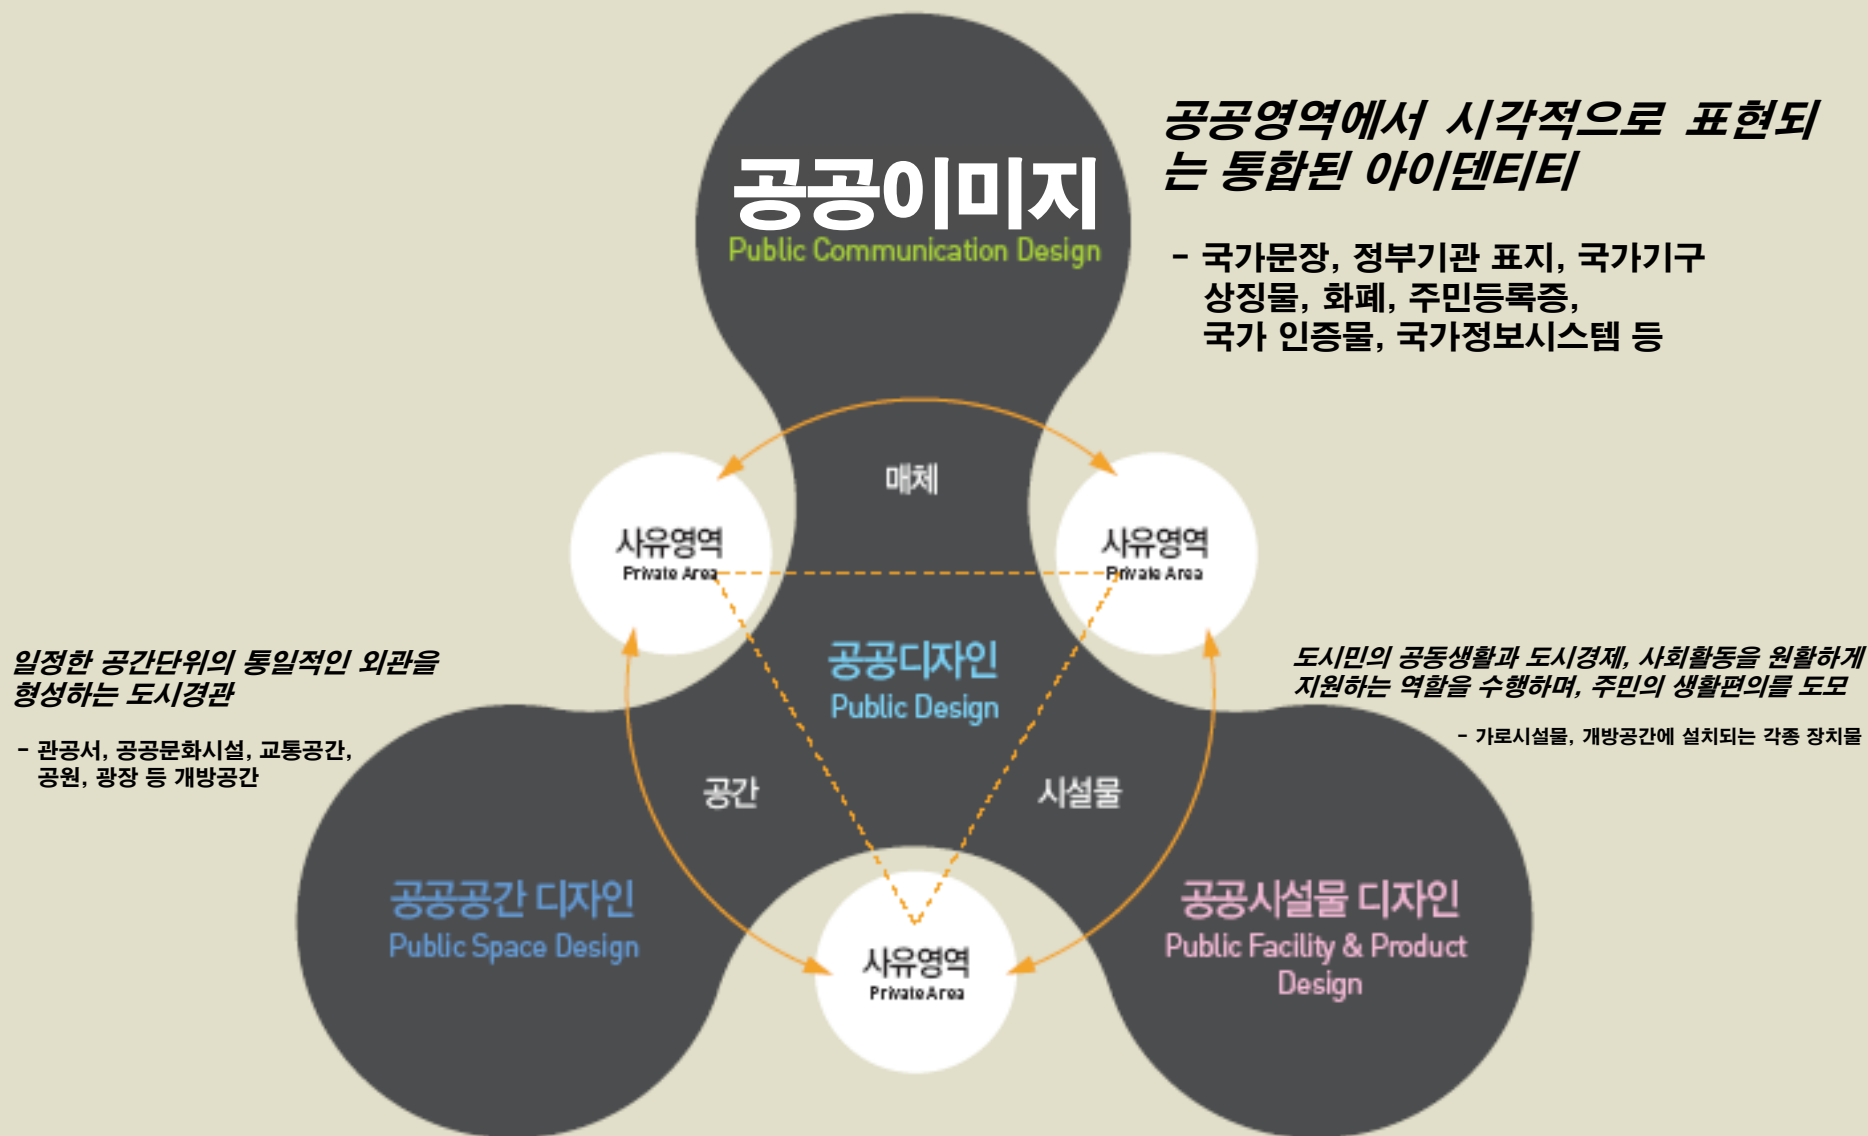 공공이미지
Public Communication Design
공공영역에서 시각적으로 표현되
는 통합된 아이덴티티
- 국가문장, 정부기관 표지, 국가기구
상징물, 화폐, 주민등록증,
국가 인증물, 국가정보시스템 등
매체
사유영역
Private Area
사유영역
Private Area
공공디자인
Public Design
일정한 공간단위의 통일적인 외관을
형성하는 도시경관
- 관공서, 공공문화시설, 교통공간,
공원, 광장 등 개방공간
도시민의 공동생활과 도시경제, 사회활동을 원활하게
지원하는 역할을 수행하며, 주민의 생활편의를 도모
- 가로시설물, 개방공간에 설치되는 각종 장치물
공간
시설물
공공공간 디자인
Public Space Design
사유영역
Private Area
공공시설물 디자인
Public Facility & Product
Design